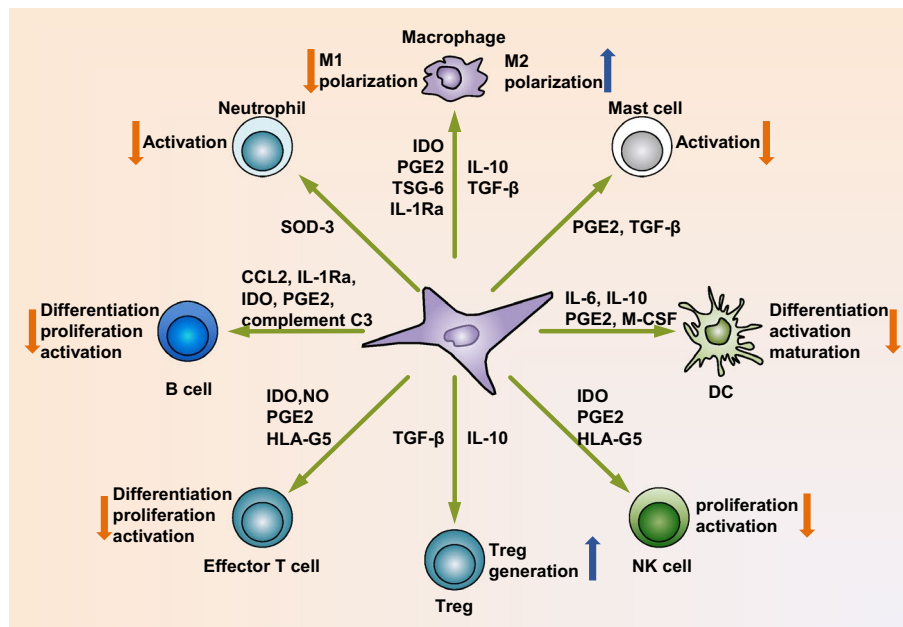 Macrophage
M1
polarization
M2
polarization
Neutrophil
Activation
Mast cell
Activation
IDO
PGE2
TSG-6
IL-1Ra
IL-10
TGF-β
SOD-3
PGE2, TGF-β
CCL2, IL-1Ra,
IDO, PGE2,
complement C3
IL-6, IL-10
PGE2, M-CSF
Differentiation
proliferation
activation
B cell
Differentiation
activation
maturation
DC
IDO,NO
PGE2
HLA-G5
TGF-β
IL-10
IDO
PGE2
HLA-G5
Differentiation
proliferation
activation
Effector T cell
Treg
generation
Treg
proliferation
activation
NK cell